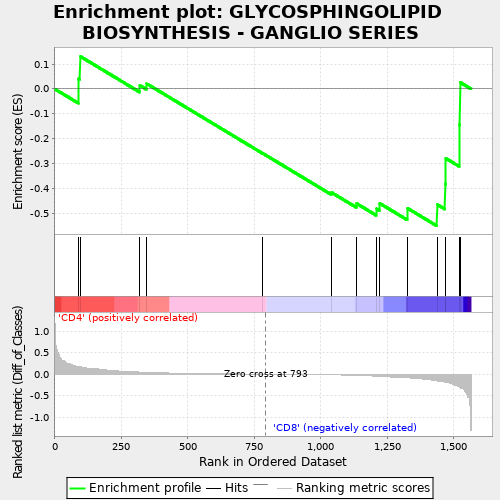 Enrichment plot: GLYCOSPHINGOLIPID
BIOSYNTHESIS - GANGLIO SERIES
Enrichment score (ES)
0.1
0.0
-0.1
-0.2
-0.3
-0.4
-0.5
'CD4' (positively correlated)
Ranked list metric (Diff_of_Classes)
1.0
0.5
0.0
-0.5
-1.0
Zero cross at 793
'CD8' (negatively correlated)
0 250 500 750 1,000 1,250 1,500
Rank in Ordered Dataset
Enrichment profile Hits Ranking metric scores